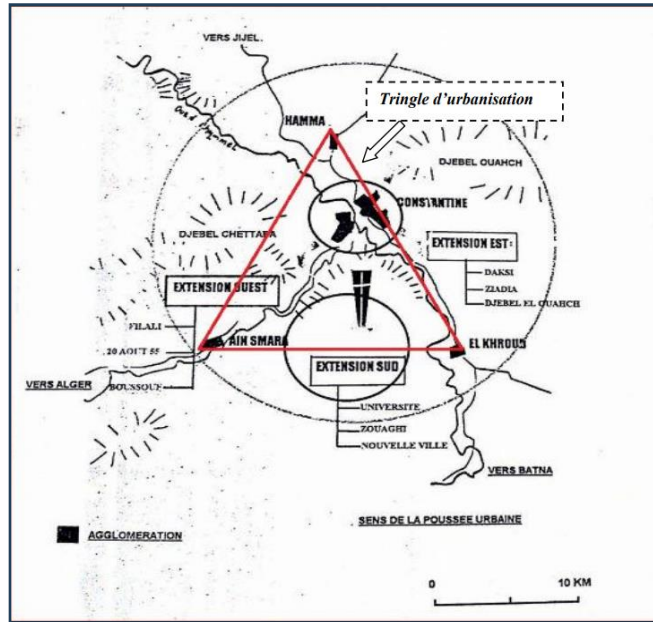 VERS JIJEL.
Tringle d'urbanisation
HAMMA
DJEBEL OUAHCH
CONSTANTINE
DJEBEL CHETTABA
EXTENSION EST:
DAKSI
ZIADIA
DJEBEL EL OUAHCH
EXTENSION OUEST
FILALI
20 AOUT 55
BOUSSOUF
AIN SMARA
EL KHROUB
VERS ALGER
EXTENSION SUD
UNIVERSITE
ZOUAGHI
NOUVELLE VILLE
VERS BATNA
SENS DE LA POUSSEE URBAINE
AGGLOMERATION
0 10 KM